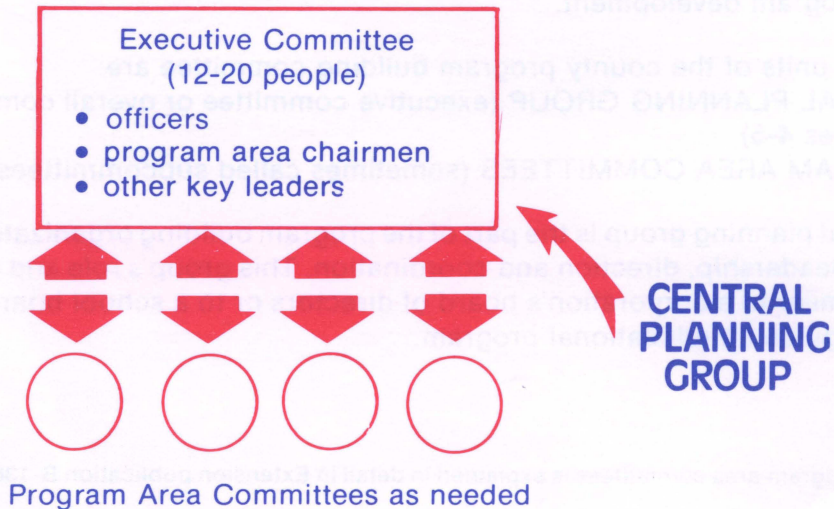 Executive Committee
(12-20 people)
• officers
• program area chairmen
• other key leaders
CENTRAL
PLANNING
GROUP
Program Area Committees as needed